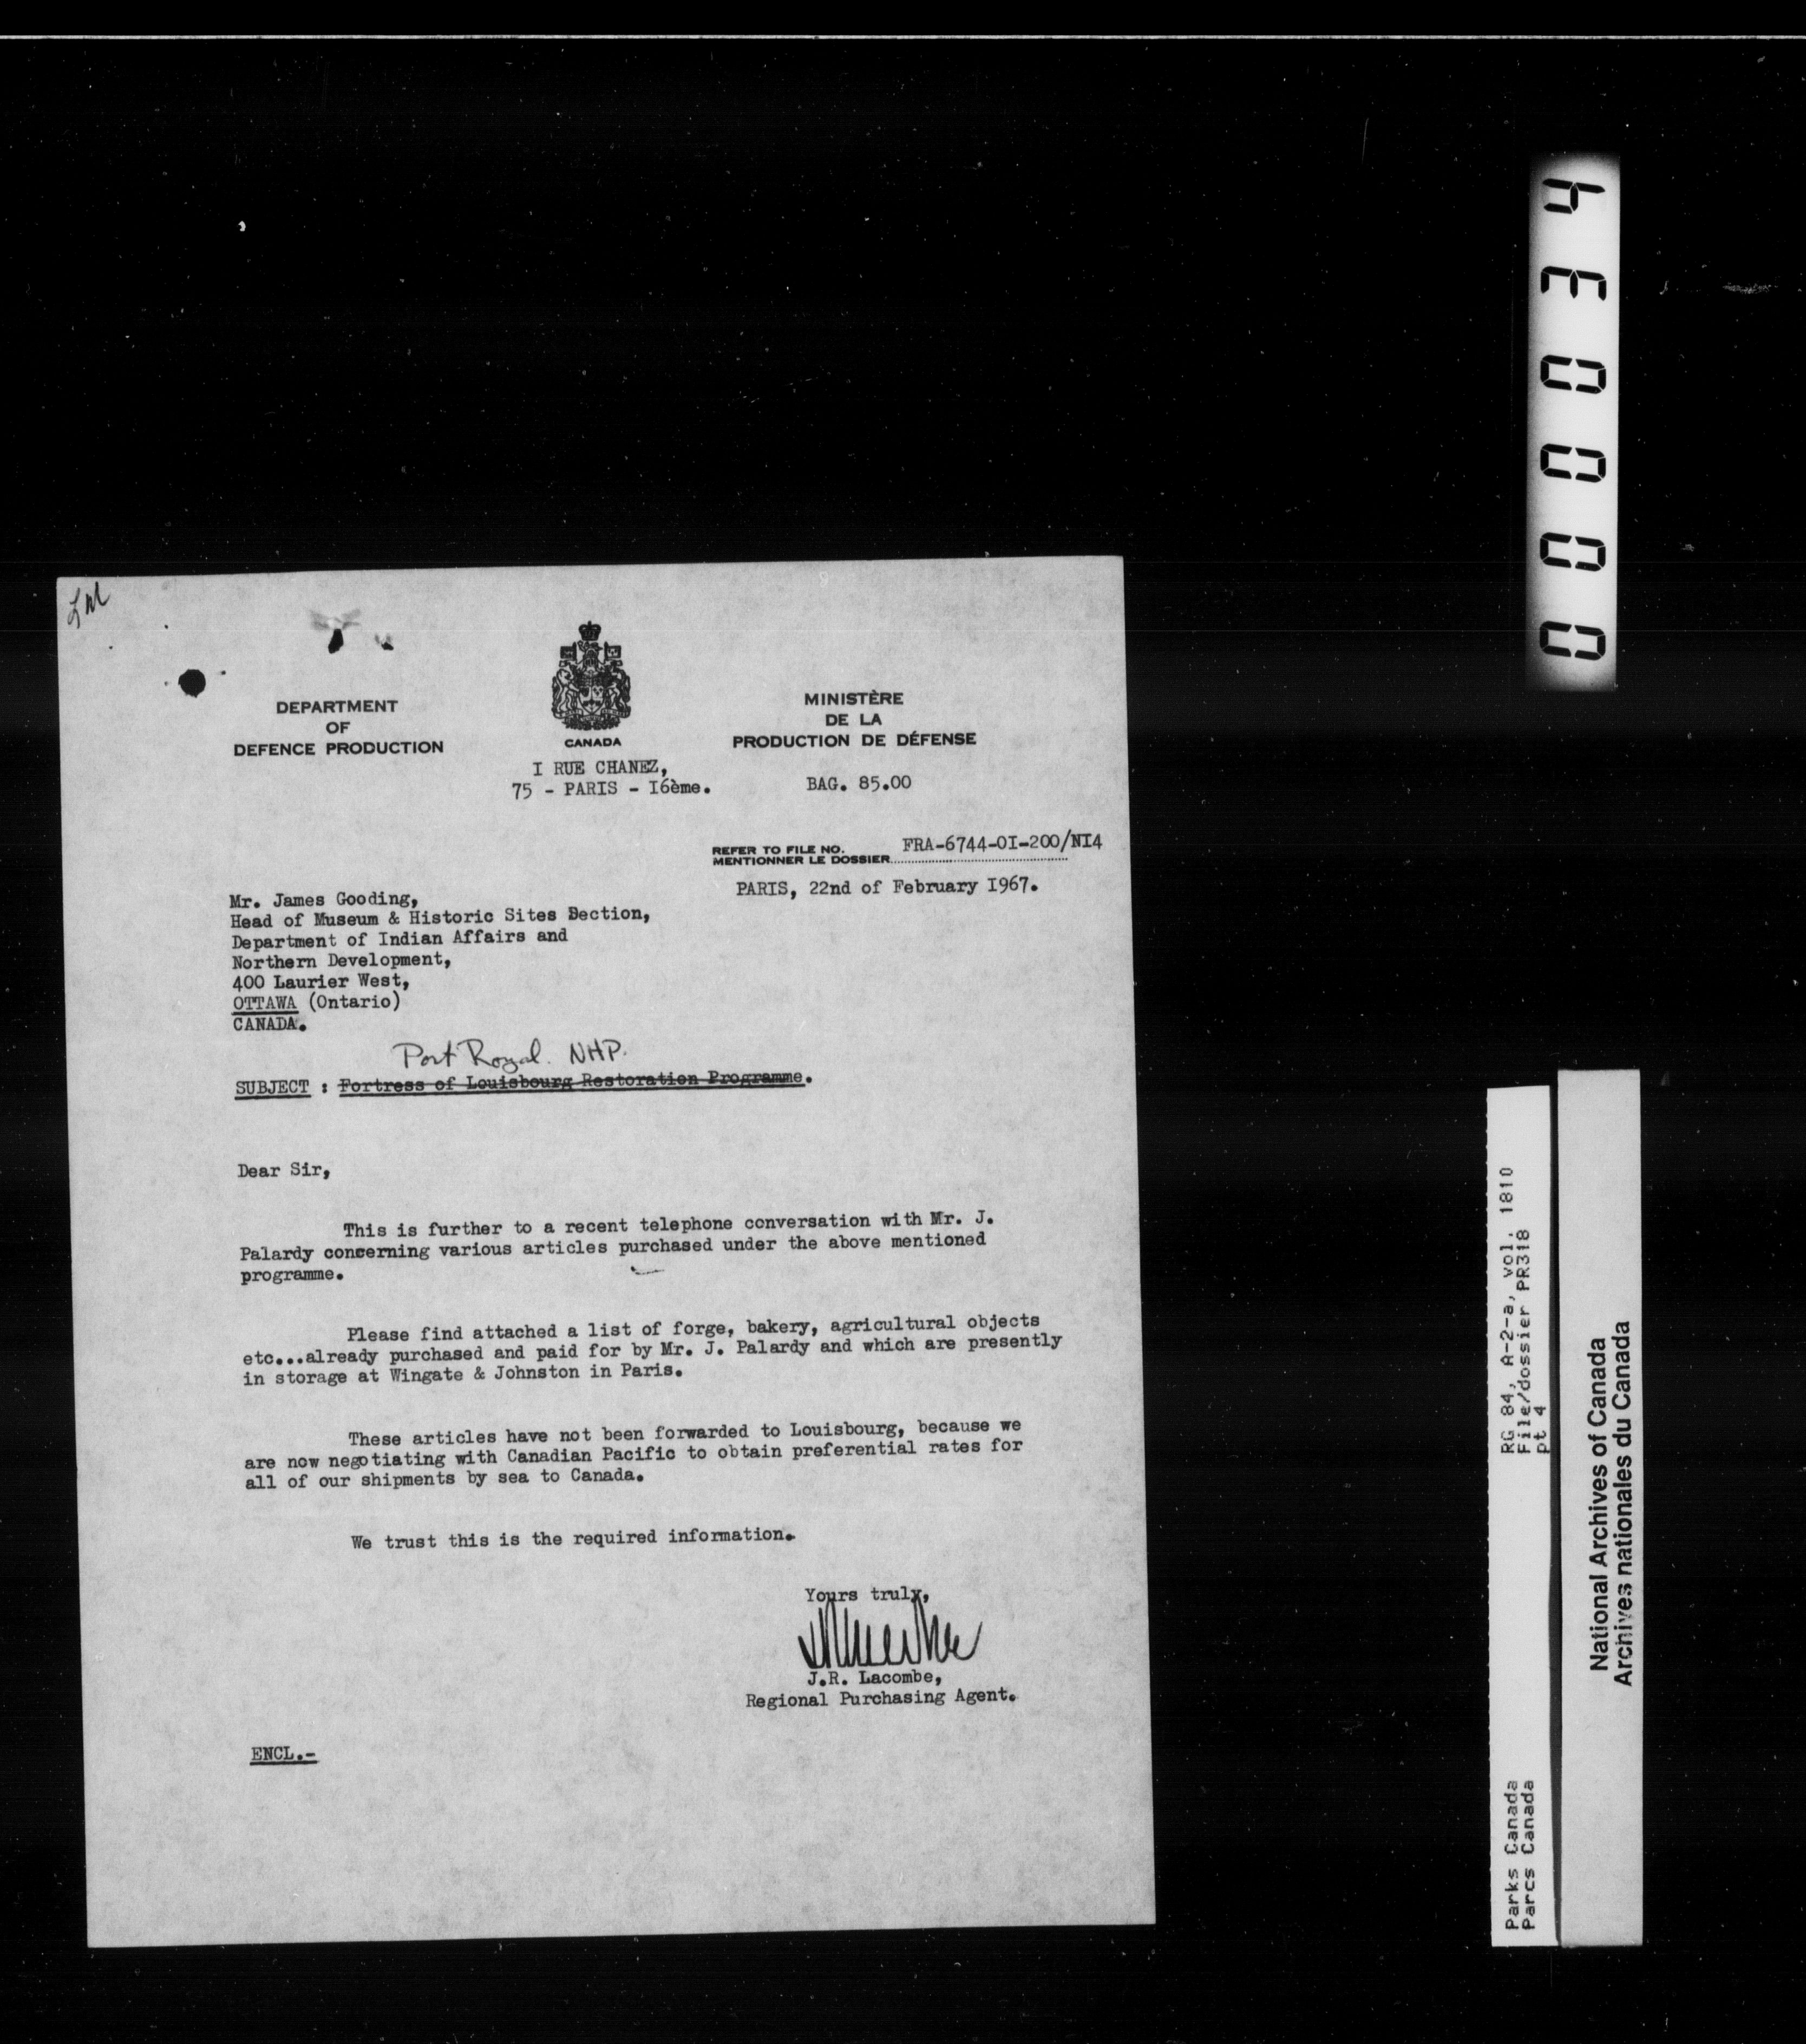 LM
DEPARTMENT
OF
DEFENCE PRODUCTION
CANADA
MINISTÈRE
DE LA
PRODUCTION DE DÉFENSE
I RUE CHANEZ,
75 - PARIS - I6ème.
BAG. 85.00
REFER TO FILE NO.
MENTIONNER LE DOSSIER
FRA-6744-OI-200/NI4
PARIS, 22nd of February I967.
Mr. James Gooding,
Head of Museum & Historic Sites Section,
Department of Indian Affairs and
Northern Development,
400 Laurier West,
OTTAWA (Ontario)
CANADA.
Port Royal. NHP.
SUBJECT : Fortress of Louisbourg Restoration Programme.
Dear Sir,
This is further to a recent telephone conversation with Mr. J.
Palardy concerning various articles purchased under the above mentioned
programme.
Please find attached a list of forge, bakery, agricultural objects
etc...already purchased and paid for by Mr. J. Palardy and which are presently
in storage at Wingate & Johnston in Paris.
These articles have not been forwarded to Louisbourg, because we
are now negotiating with Canadian Pacific to obtain preferential rates for
all of our shipments by sea to Canada.
We trust this is the required information.
Yours truly,
J.R. Lacombe,
Regional Purchasing Agent.
ENCL.-
000034
RG 84, A-2-a, vol. 1810
File/dossier PR318
pt 4
Parks Canada
Parcs Canada
National Archives of Canada
Archives nationales du Canada